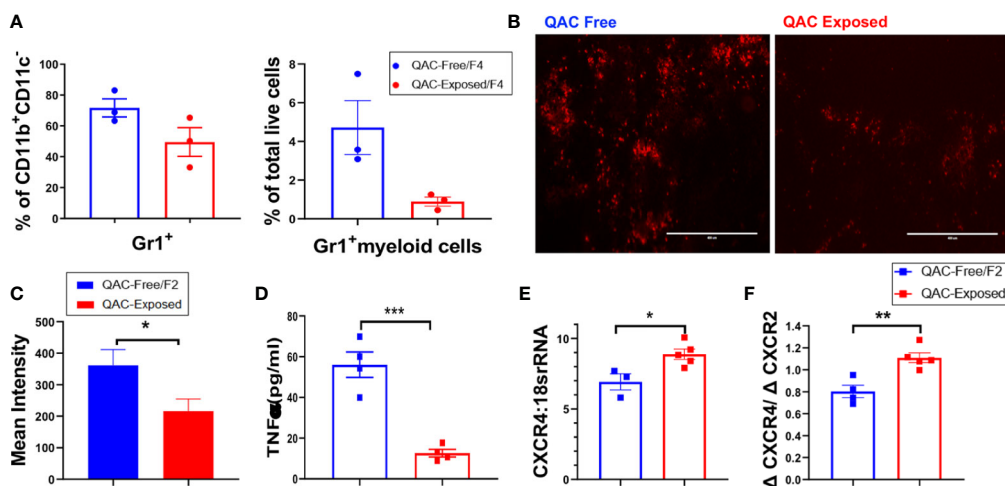 A
% of CD11b+CD11c-
100
80
60
40
20
0
Gr1+
% of total live cells
8
6
4
2
0
Gr1+myeloid cells
QAC-Free/F4
QAC-Exposed/F4
B
QAC Free
QAC Exposed
C
QAC-Free/F2
QAC-Exposed
Mean Intensity
500
400
300
200
100
0
*
D
TNFα(pg/ml)
80
60
40
20
0
***
E
CXCR4:18srRNA
10
5
0
*
QAC-Free/F2
QAC-Exposed
F
Δ CXCR4/ Δ CXCR2
1.4
1.2
1.0
0.8
0.6
0.4
0.2
0.0
**